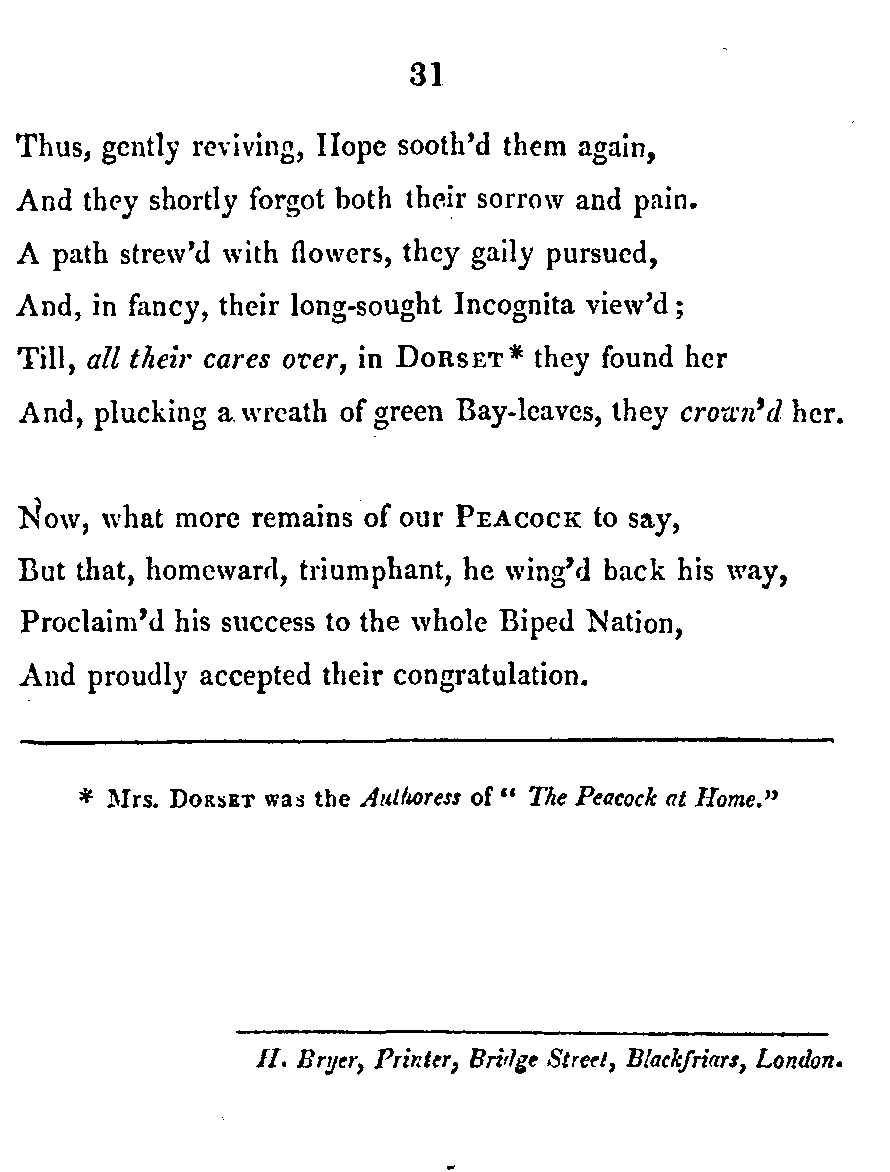 31
Thus, gently reviving, Hope sooth'd them again,
And they shortly forgot both their sorrow and pain.
A path strew'd with flowers, they gaily pursued,
And, in fancy, their long-sought Incognita view'd;
Till, all their cares over, in DORSET* they found her
And, plucking a wreath of green Bay-leaves, they crown'd her.
Now, what more remains of our PEACOCK to say,
But that, homeward, triumphant, he wing'd back his way,
Proclaim'd his success to the whole Biped Nation,
And proudly accepted their congratulation.
* Mrs. DORSET was the Authoress of " The Peacock at Home."
H. Bryer, Printer, Bridge Street, Blackfriars, London.